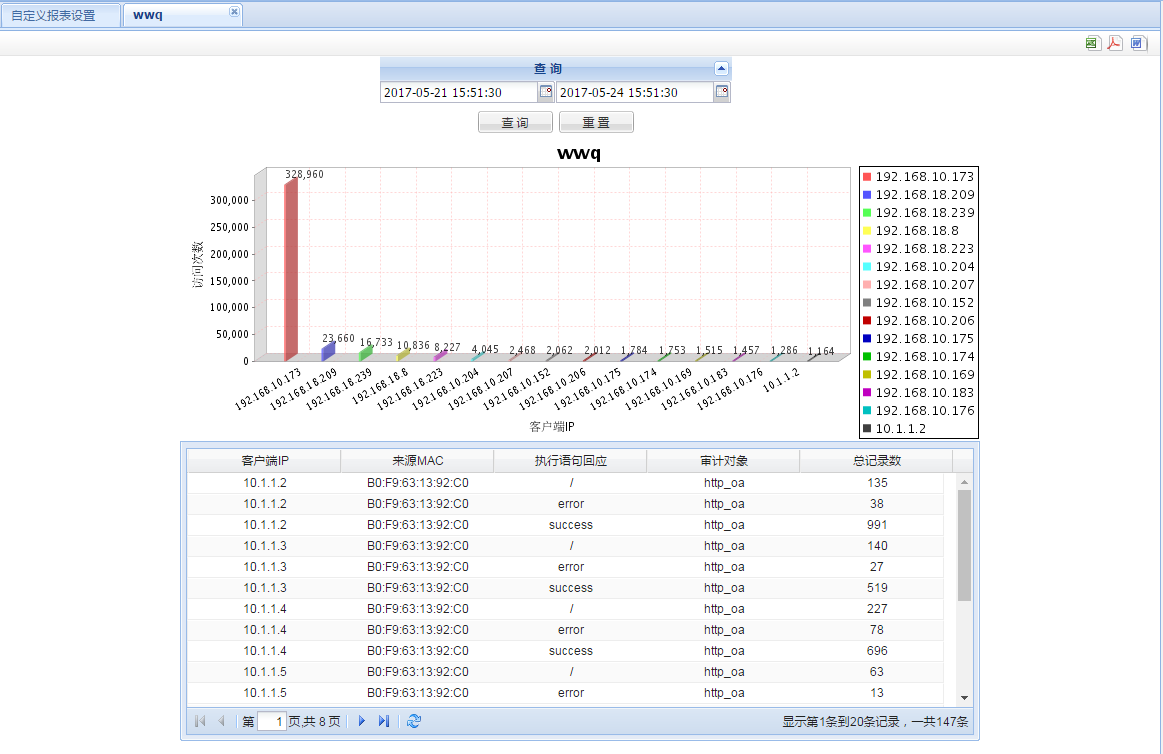 自定义报表设置 wwq
查 询
2017-05-21 15:51:30 2017-05-24 15:51:30
查 询 重 置
wwq
访问次数
300,000
250,000
200,000
150,000
100,000
50,000
0
328,960
23,660
16,733
10,836
8,227
4,045
2,468
2,062
2,012
1,784
1,753
1,515
1,457
1,286
1,164
192.168.10.173
192.168.18.209
192.168.18.239
192.168.18.8
192.168.18.223
192.168.10.204
192.168.10.207
192.168.10.152
192.168.10.206
192.168.10.175
192.168.10.174
192.168.10.169
192.168.10.183
192.168.10.176
10.1.1.2
客户端IP
192.168.10.173
192.168.18.209
192.168.18.239
192.168.18.8
192.168.18.223
192.168.10.204
192.168.10.207
192.168.10.152
192.168.10.206
192.168.10.175
192.168.10.174
192.168.10.169
192.168.10.183
192.168.10.176
10.1.1.2
客户端IP 来源MAC 执行语句回应 审计对象 总记录数
10.1.1.2 B0:F9:63:13:92:C0 / http_oa 135
10.1.1.2 B0:F9:63:13:92:C0 error http_oa 38
10.1.1.2 B0:F9:63:13:92:C0 success http_oa 991
10.1.1.3 B0:F9:63:13:92:C0 / http_oa 140
10.1.1.3 B0:F9:63:13:92:C0 error http_oa 27
10.1.1.3 B0:F9:63:13:92:C0 success http_oa 519
10.1.1.4 B0:F9:63:13:92:C0 / http_oa 227
10.1.1.4 B0:F9:63:13:92:C0 error http_oa 78
10.1.1.4 B0:F9:63:13:92:C0 success http_oa 696
10.1.1.5 B0:F9:63:13:92:C0 / http_oa 63
10.1.1.5 B0:F9:63:13:92:C0 error http_oa 13
第 1 页,共 8 页 显示第1条到20条记录，一共147条